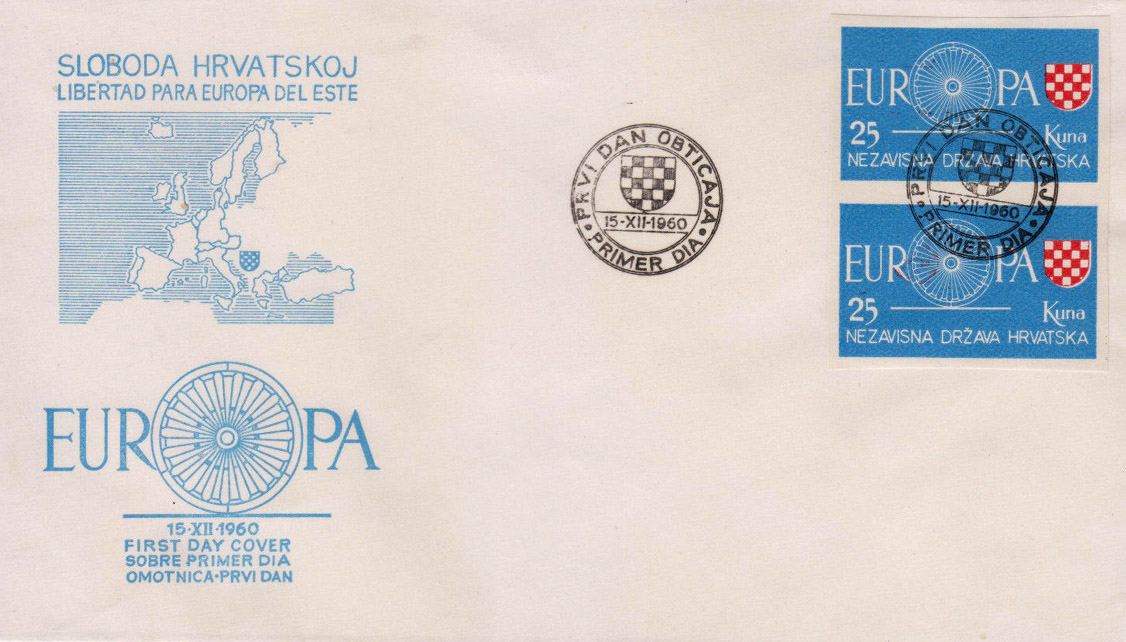 SLOBODA HRVATSKOJ
LIBERTAD PARA EUROPA DEL ESTE
EUROPA
15·XII·1960
FIRST DAY COVER
SOBRE PRIMER DIA
OMOTNICA·PRVI DAN
PRVI DAN OBTICAJA
15-XII-1960
PRIMER DIA
EUROPA
25 Kuna
NEZAVISNA DRŽAVA HRVATSKA
PRVI DAN OBTICAJA
15-XII-1960
PRIMER DIA
EUROPA
25 Kuna
NEZAVISNA DRŽAVA HRVATSKA